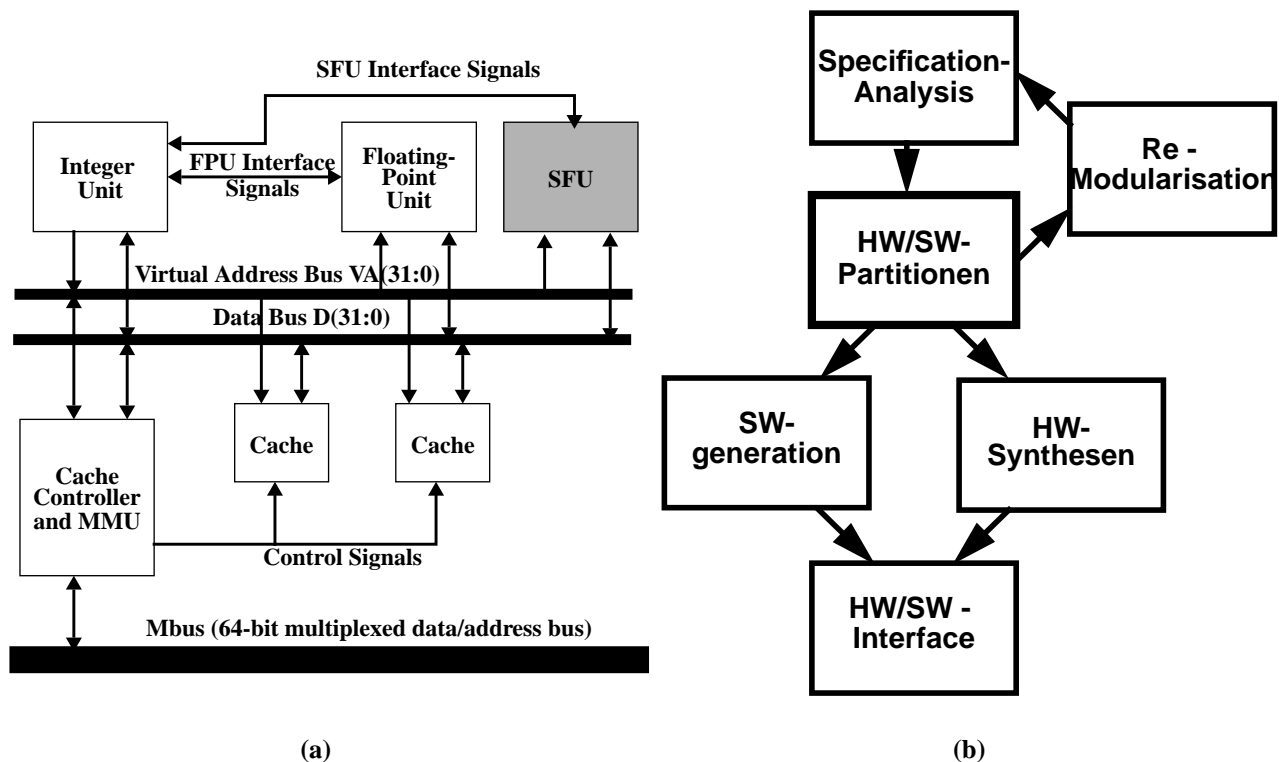 SFU Interface Signals
Integer
Unit
FPU Interface
Signals
Floating-
Point
Unit
SFU
Virtual Address Bus VA(31:0)
Data Bus D(31:0)
Cache
Cache
Cache
Controller
and MMU
Control Signals
Mbus (64-bit multiplexed data/address bus)
(a)
Specification-
Analysis
Re -
Modularisation
HW/SW-
Partitionen
SW-
generation
HW-
Synthesen
HW/SW -
Interface
(b)